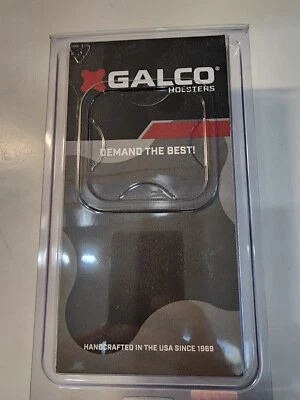 GALCO®
HOLSTERS
DEMAND THE BEST!
HANDCRAFTED IN THE USA SINCE 1969